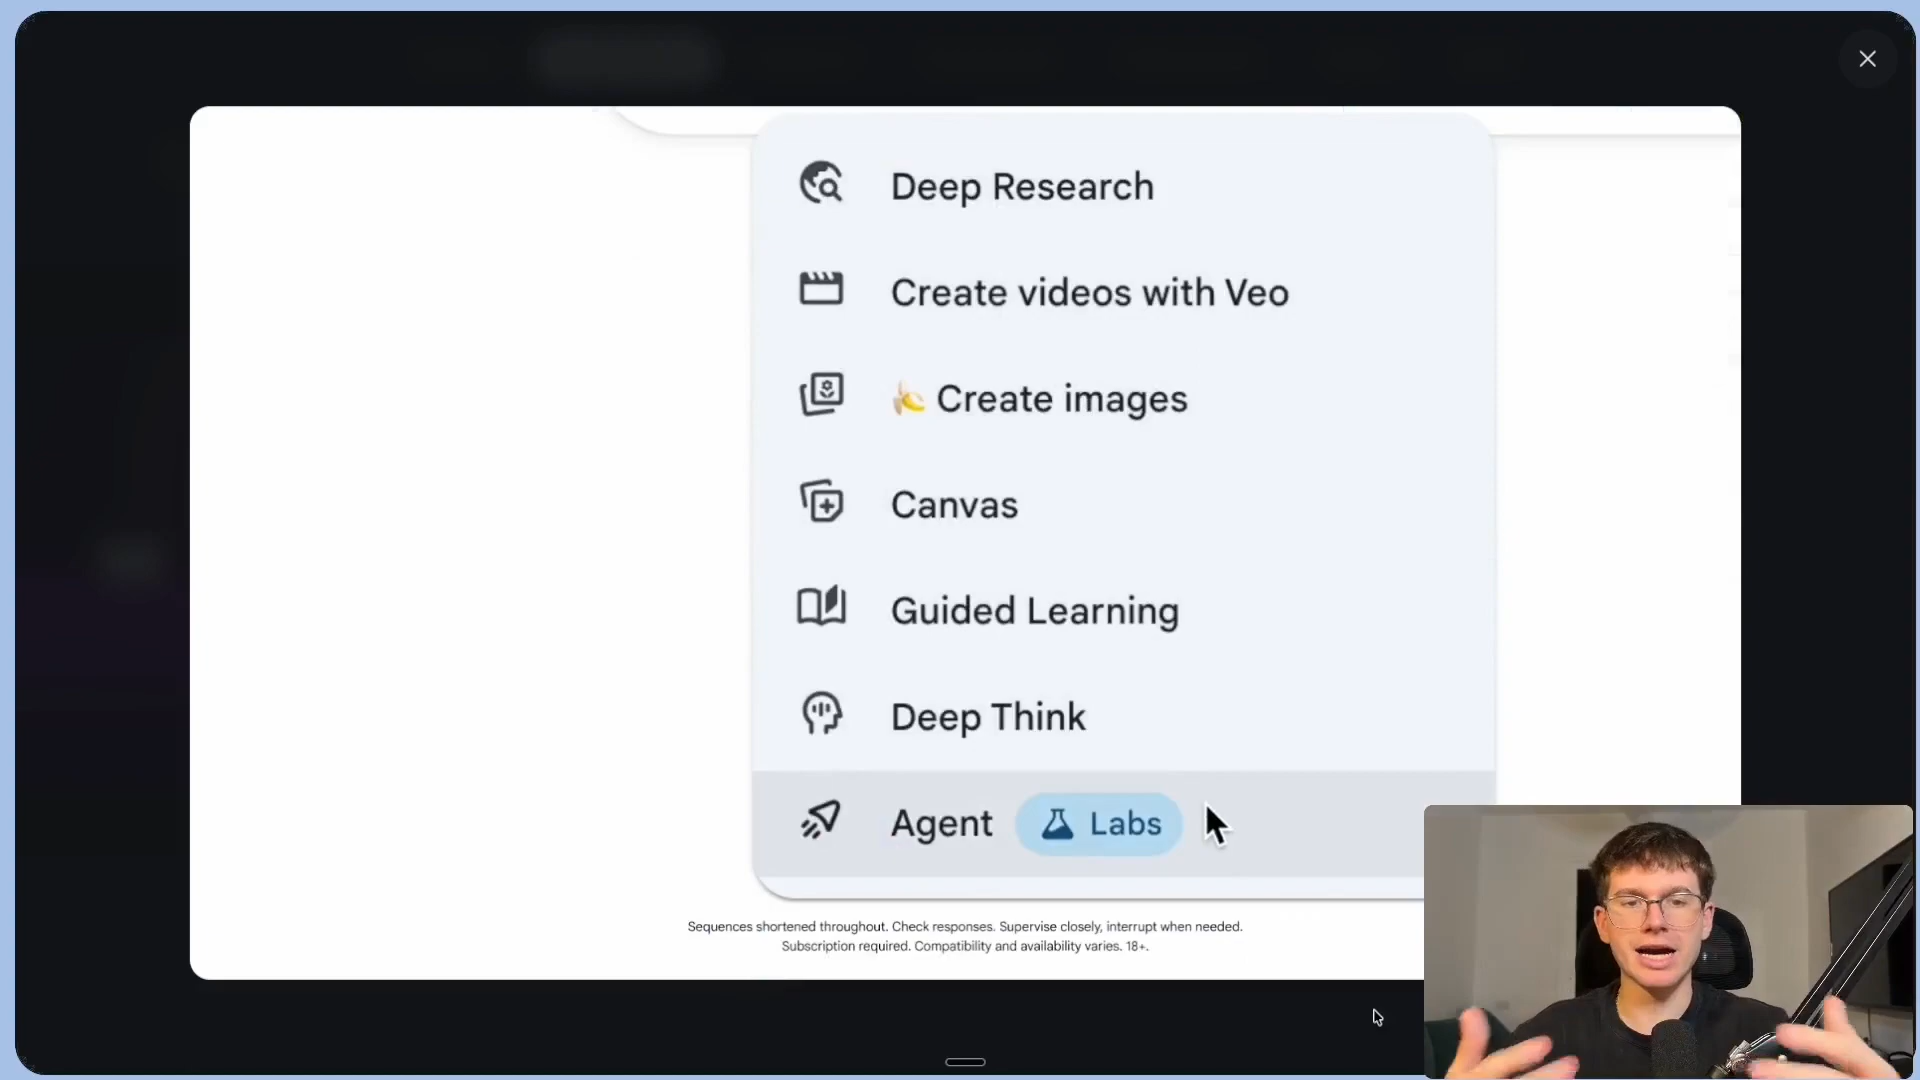 Deep Research
Create videos with Veo
🍌 Create images
Canvas
Guided Learning
Deep Think
Agent Labs
Sequences shortened throughout. Check responses. Supervise closely, interrupt when needed.
Subscription required. Compatibility and availability varies. 18+.